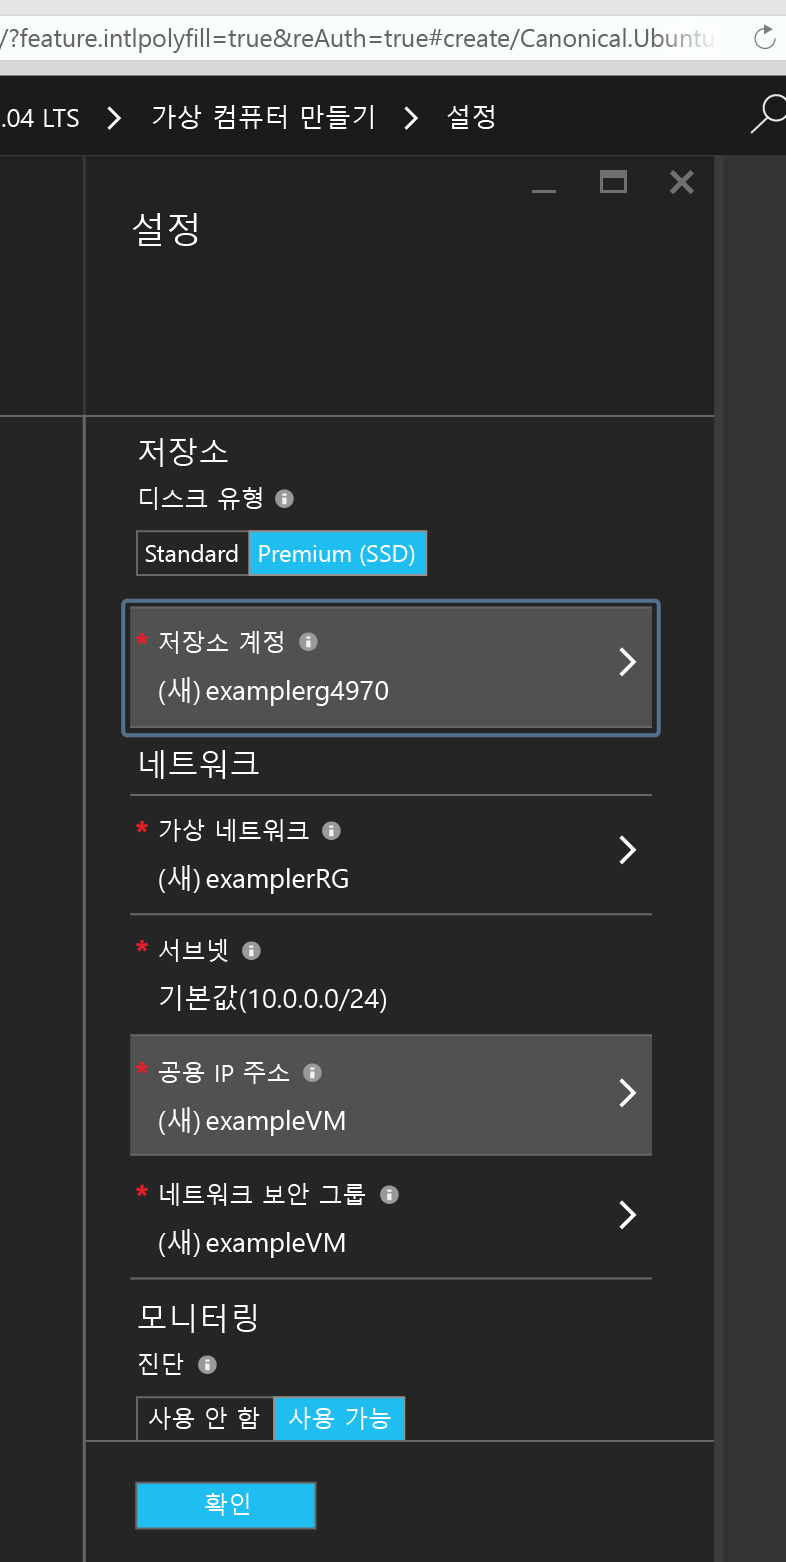 /?feature.intlpolyfill=true&reAuth=true#create/Canonical.Ubuntu
.04 LTS > 가상 컴퓨터 만들기 > 설정
설정
저장소
디스크 유형
Standard Premium (SSD)
* 저장소 계정
(새) examplerg4970
네트워크
* 가상 네트워크
(새) examplerRG
* 서브넷
기본값(10.0.0.0/24)
* 공용 IP 주소
(새) exampleVM
* 네트워크 보안 그룹
(새) exampleVM
모니터링
진단
사용 안 함 사용 가능
확인